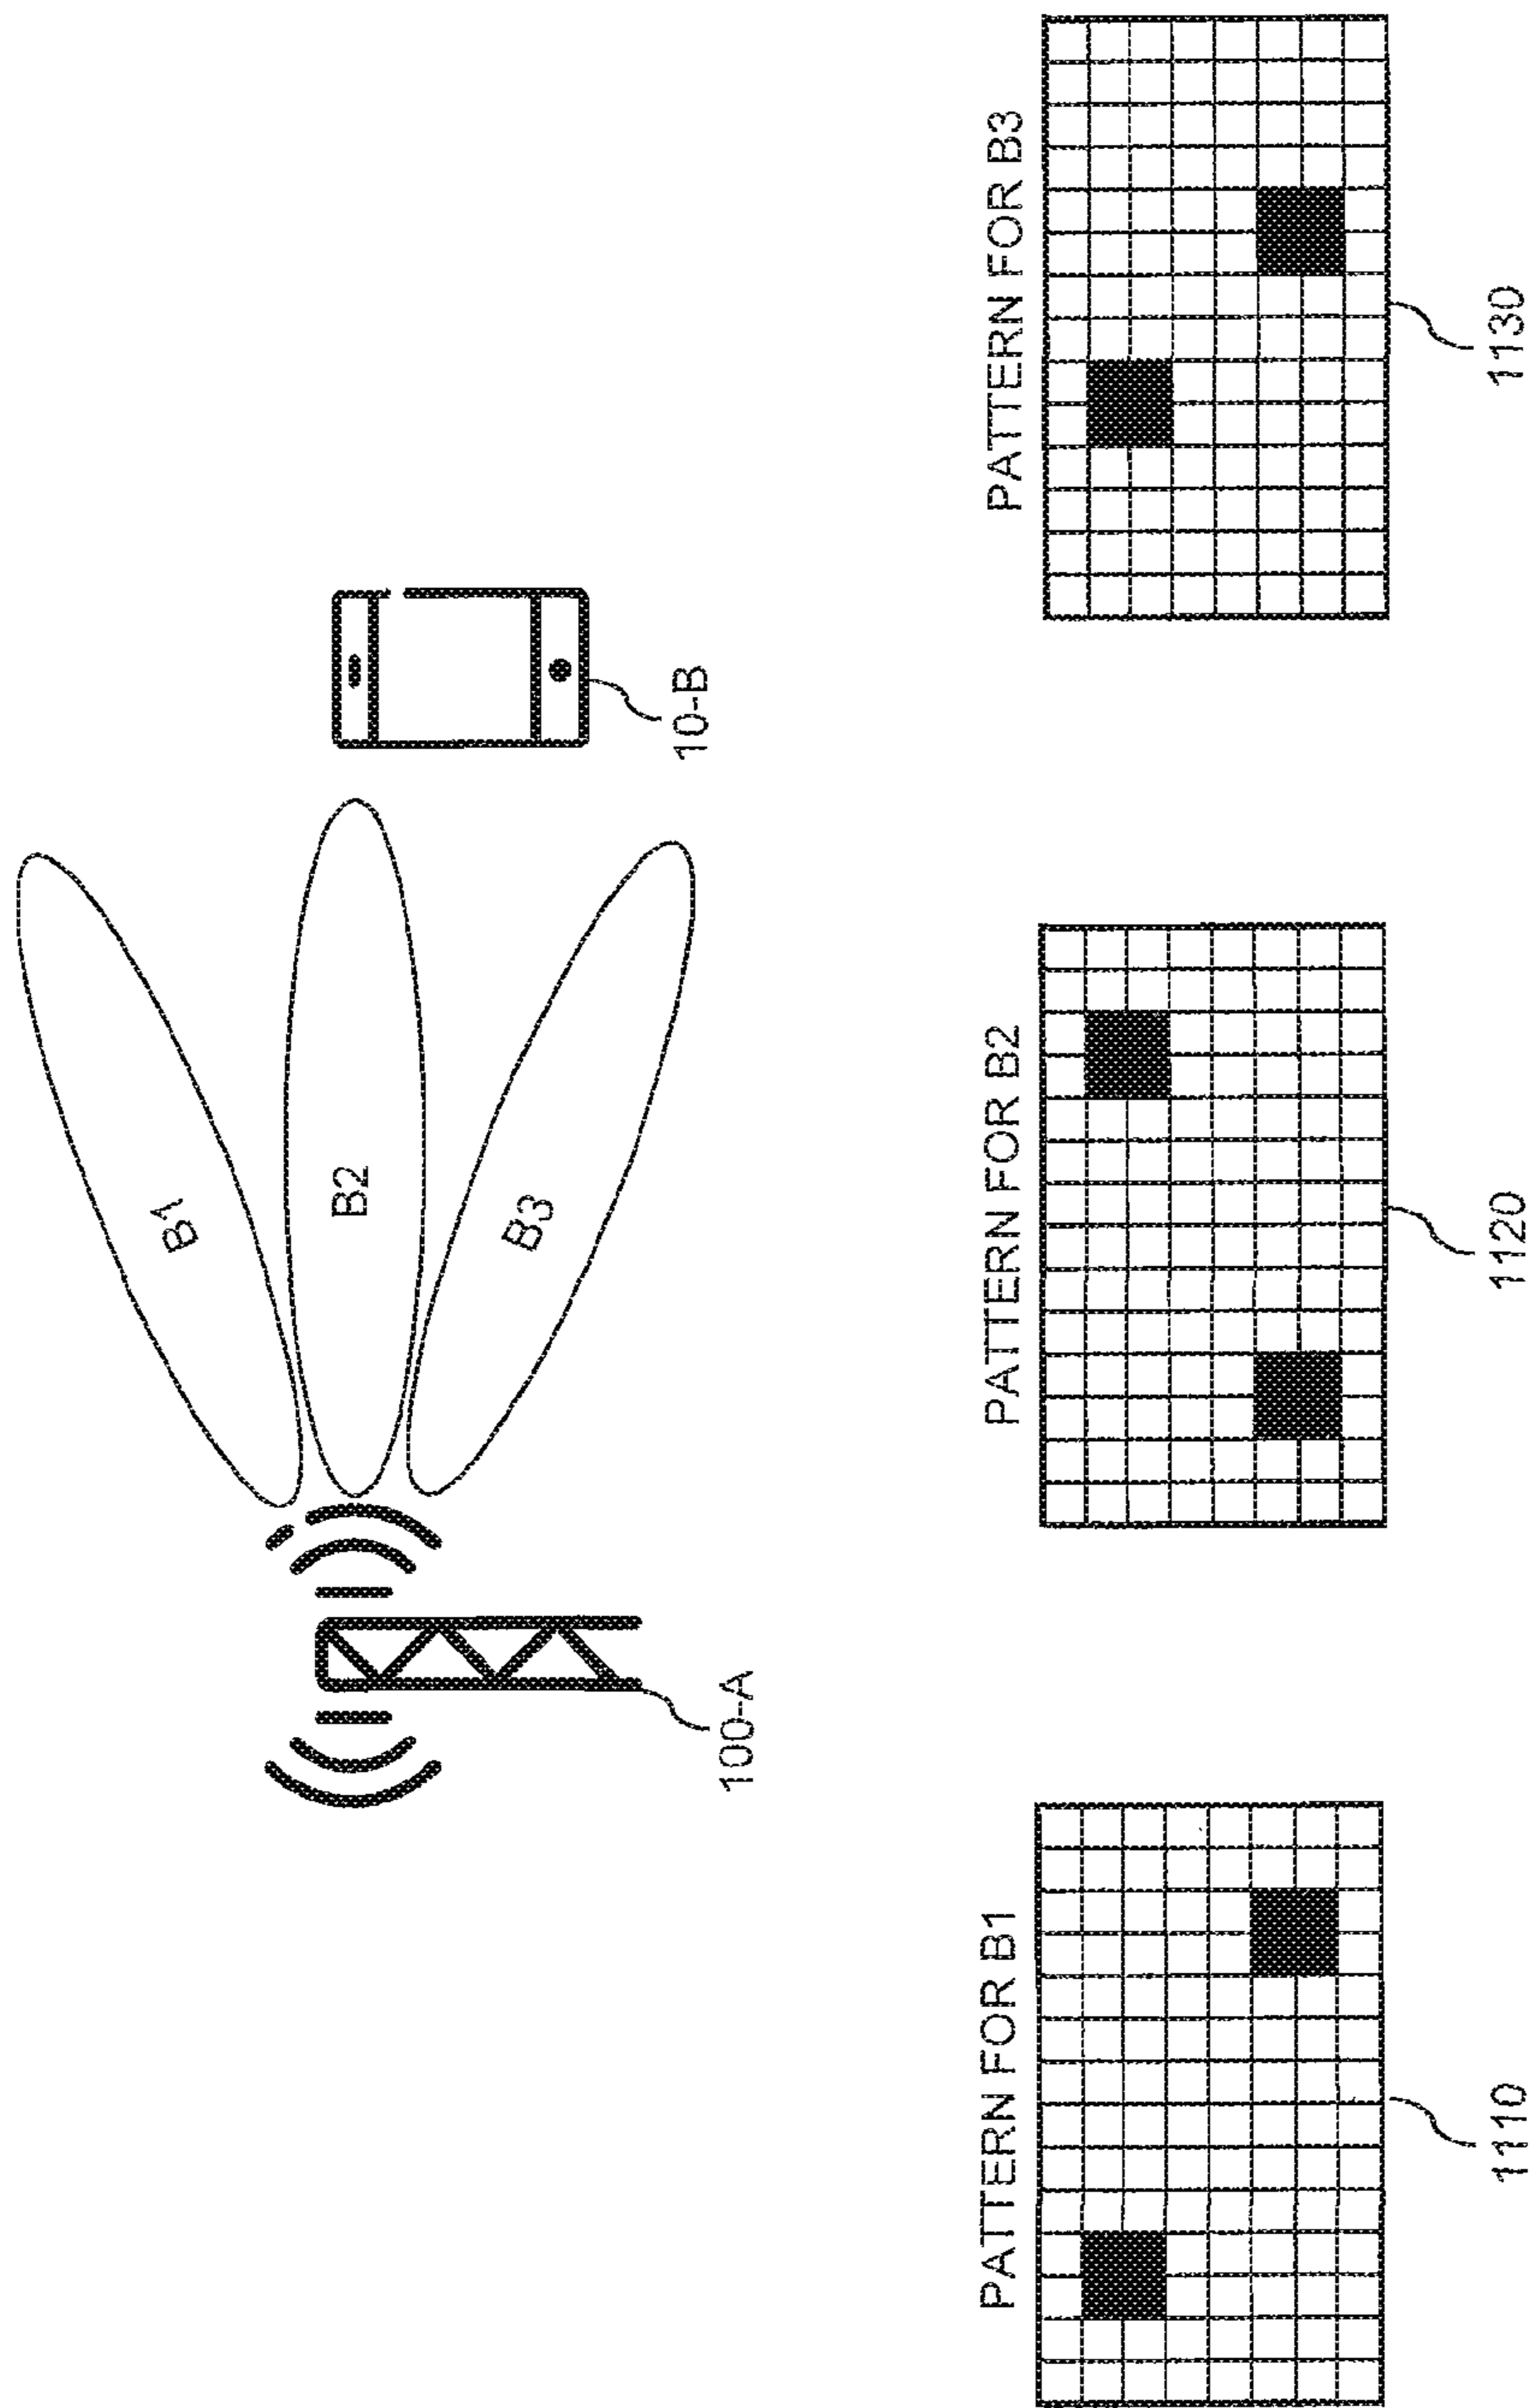 B1
B2
B3
100-A
10-B
PATTERN FOR B1
PATTERN FOR B2
PATTERN FOR B3
1110
1120
1130